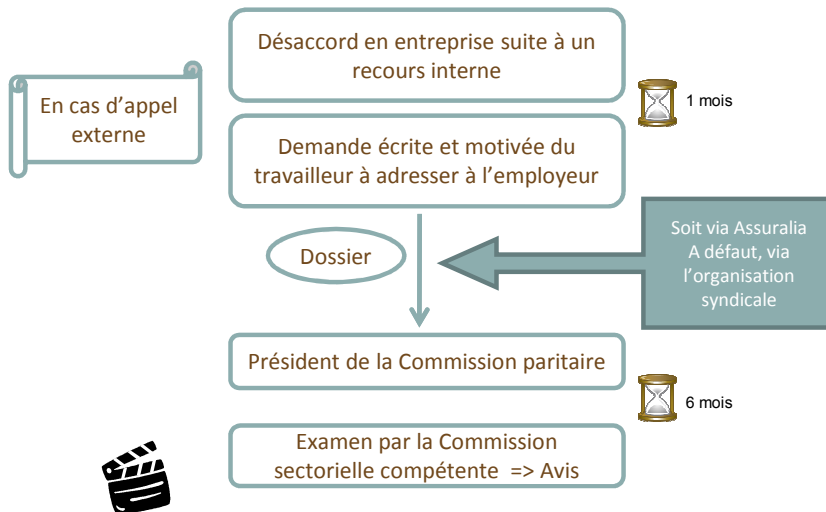 En cas d’appel
externe
Désaccord en entreprise suite à un
recours interne
1 mois
Demande écrite et motivée du
travailleur à adresser à l’employeur
Dossier
Soit via Assuralia
A défaut, via
l’organisation
syndicale
Président de la Commission paritaire
6 mois
Examen par la Commission
sectorielle compétente => Avis